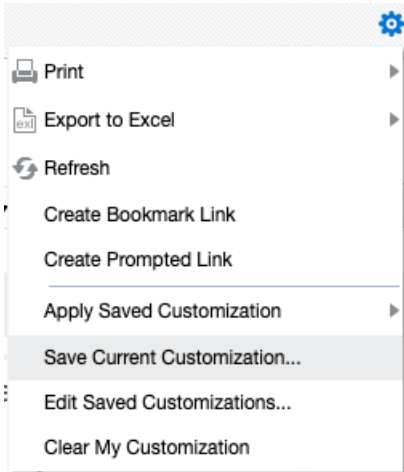 Print
exl
Export to Excel
Refresh
Create Bookmark Link
Create Prompted Link
Apply Saved Customization
Save Current Customization...
Edit Saved Customizations...
Clear My Customization